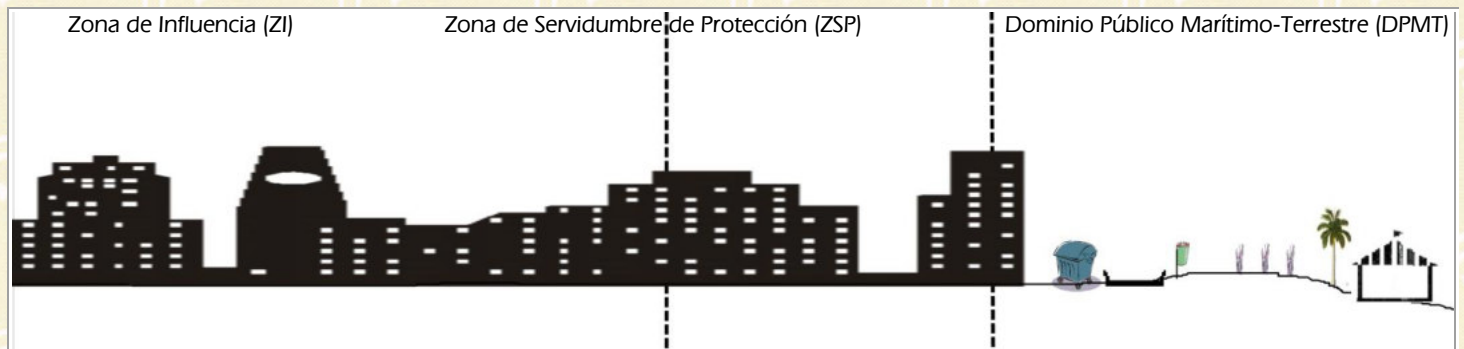 Zona de Influencia (ZI) Zona de Servidumbre de Protección (ZSP) Dominio Público Marítimo-Terrestre (DPMT)